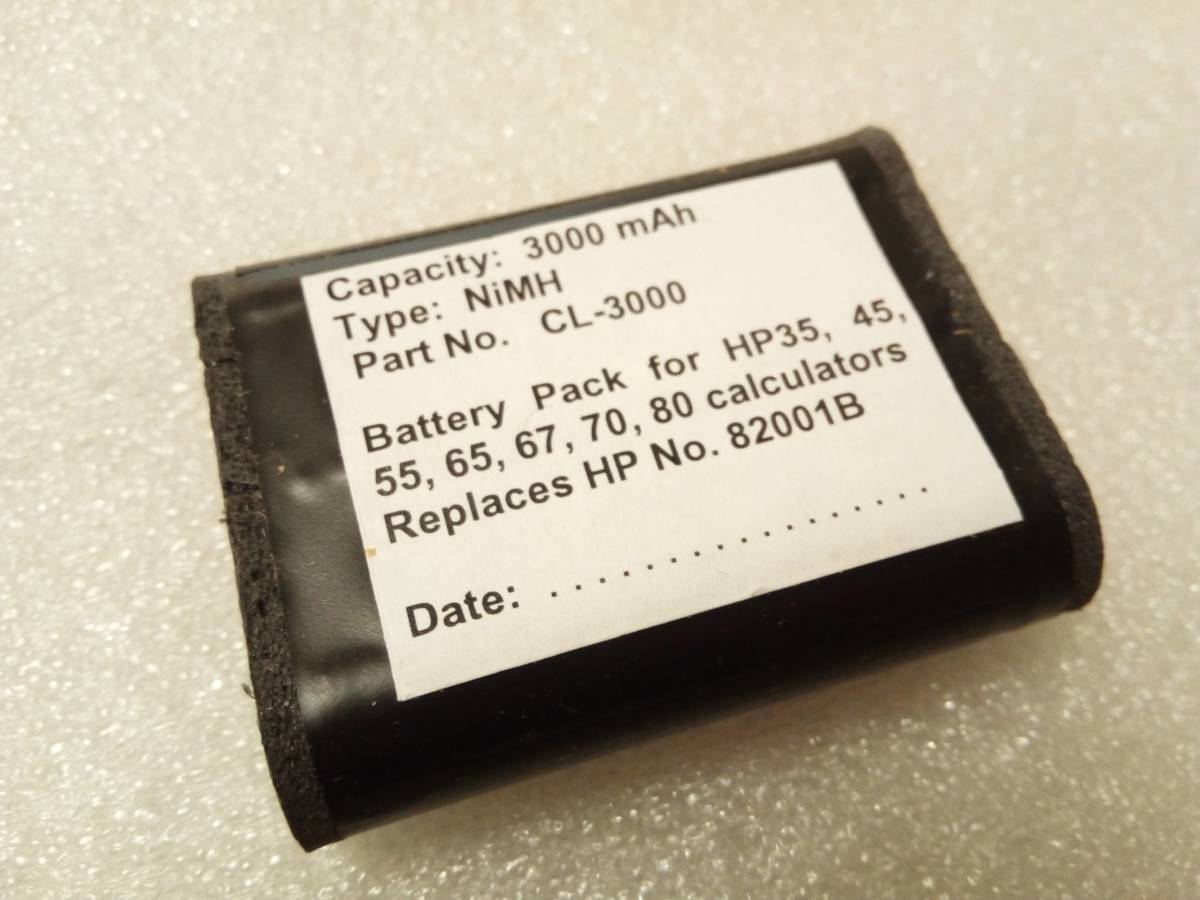 Capacity: 3000 mAh
Type: NiMH
Part No. CL-3000
Battery Pack for HP35, 45,
55, 65, 67, 70, 80 calculators
Replaces HP No. 82001B
Date: . . . . . . . . . . . . . . . .